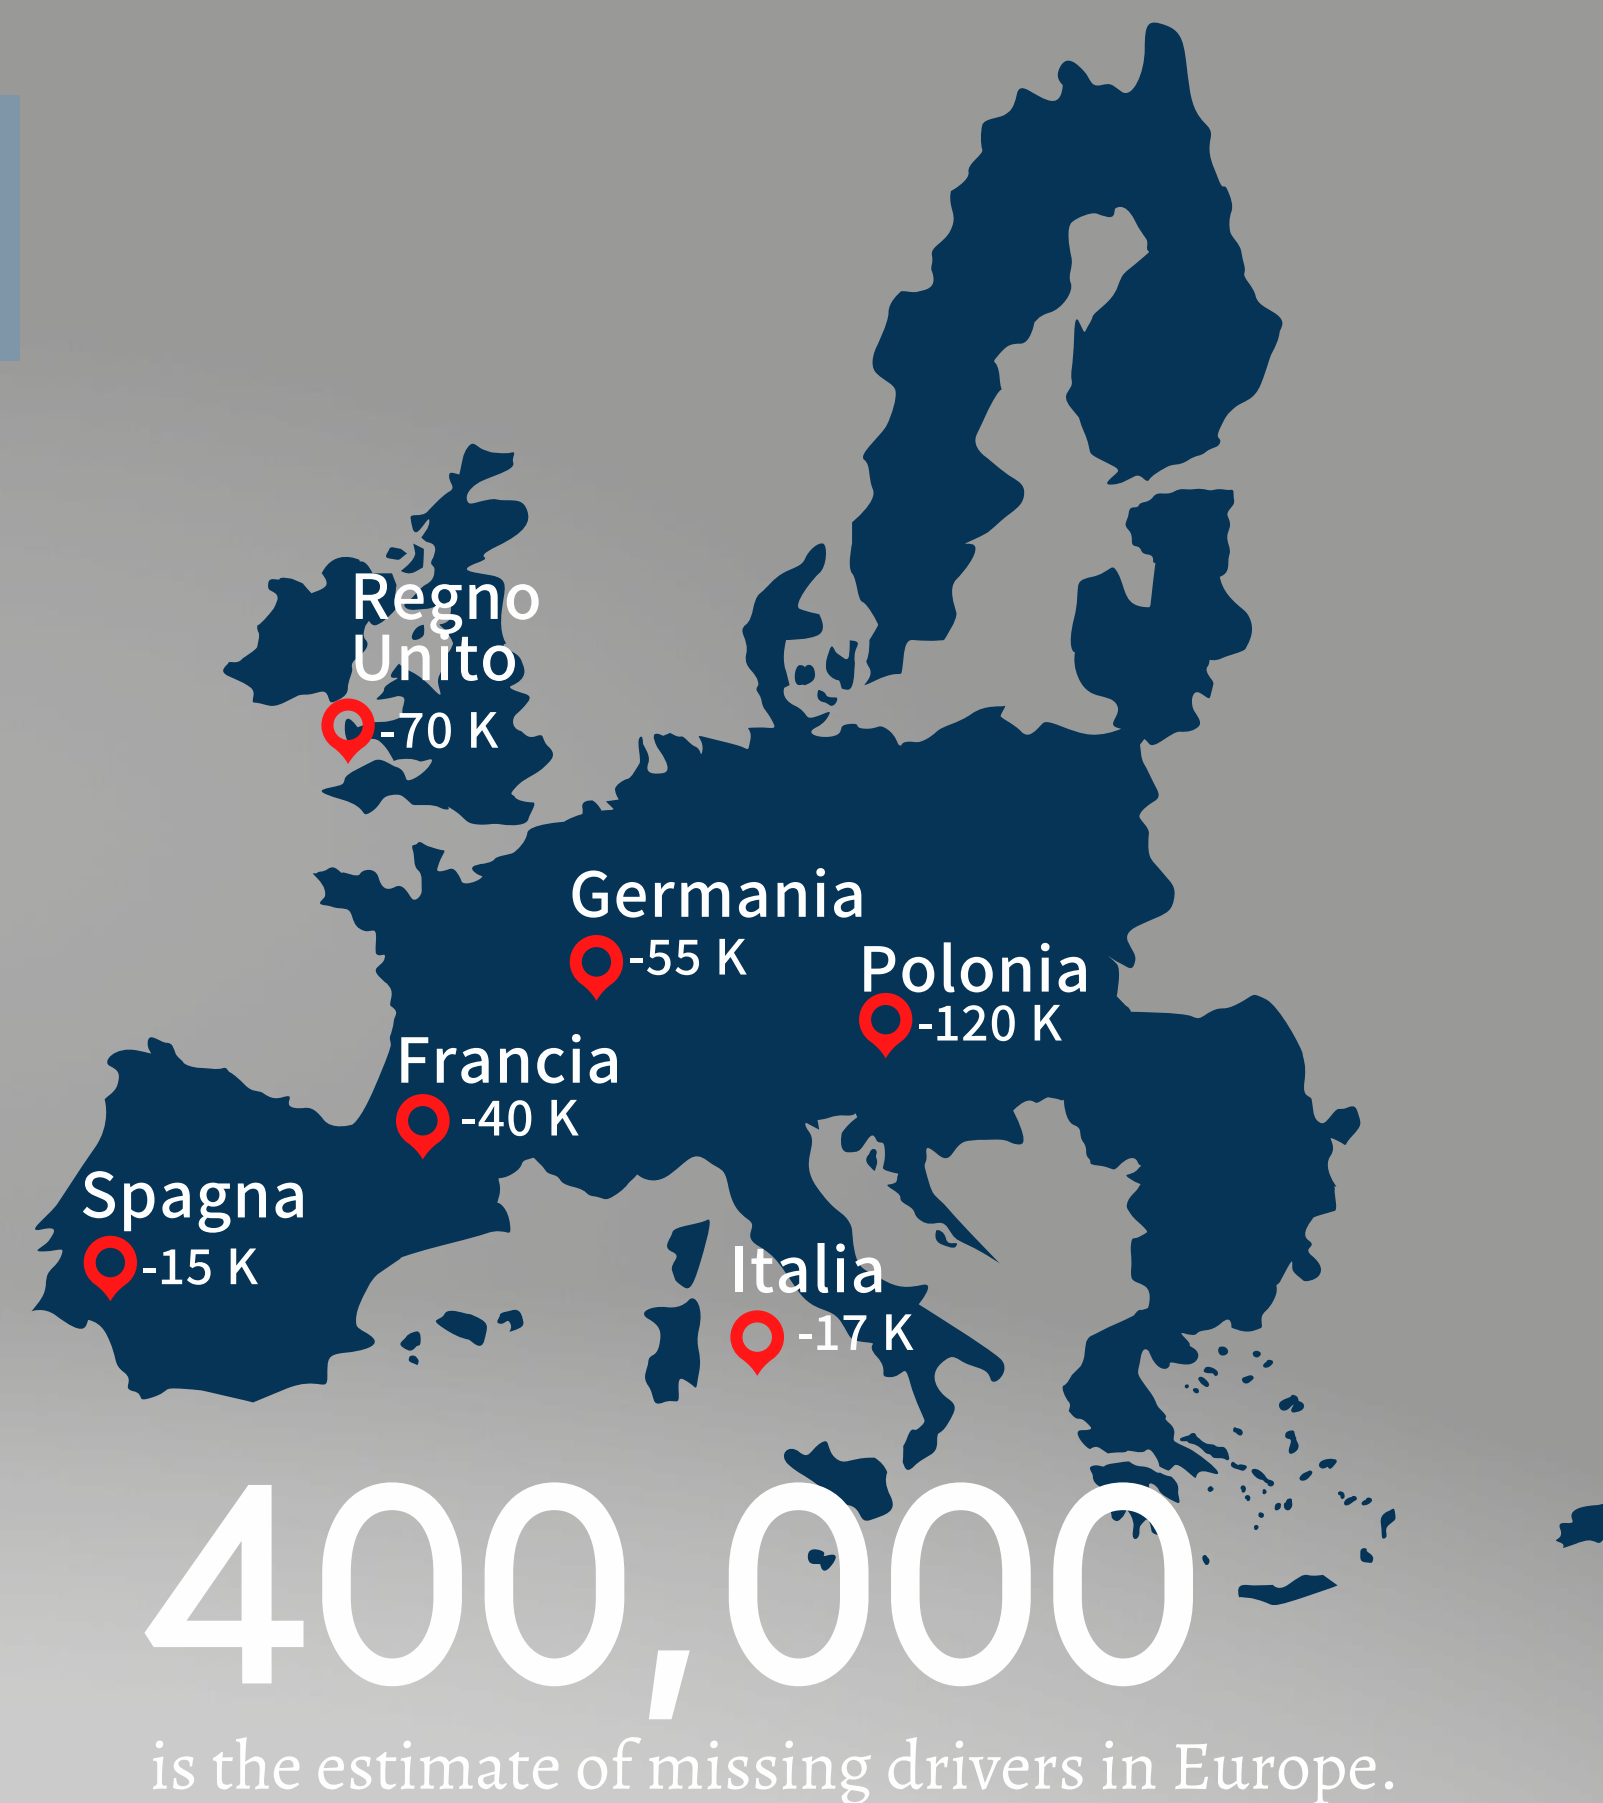 Regno
Unito
-70 K
Germania
-55 K
Polonia
-120 K
Francia
-40 K
Spagna
-15 K
Italia
-17 K
400,000
is the estimate of missing drivers in Europe.